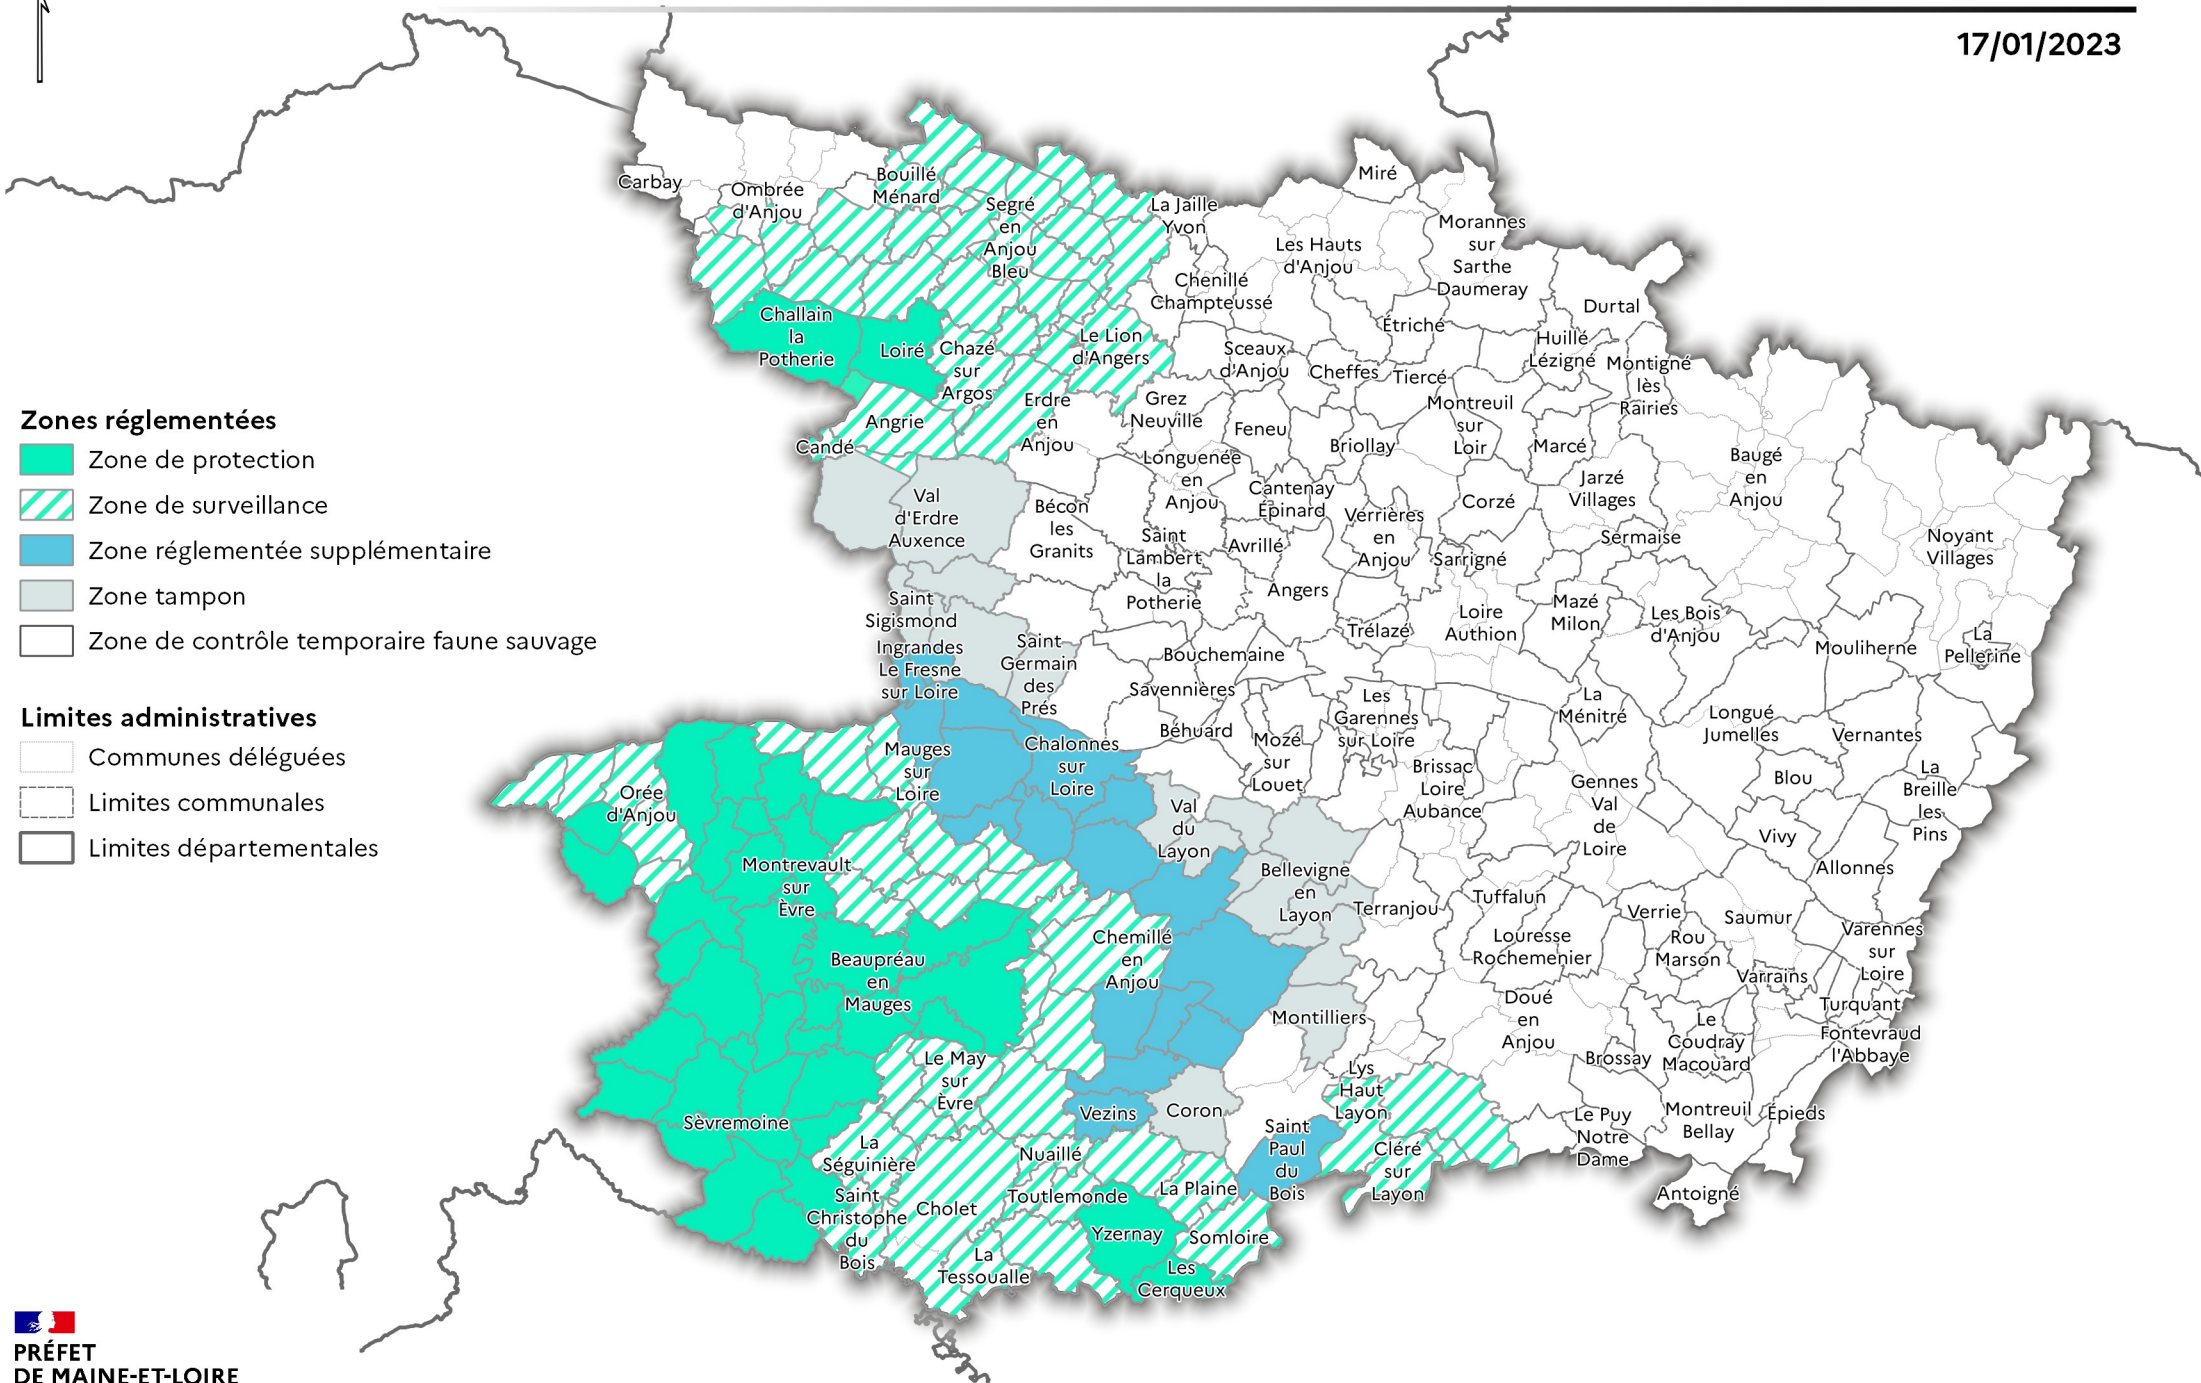 17/01/2023
Zones réglementées
Zone de protection
Zone de surveillance
Zone réglementée supplémentaire
Zone tampon
Zone de contrôle temporaire faune sauvage
Limites administratives
Communes déléguées
Limites communales
Limites départementales
PRÉFET
DE MAINE-ET-LOIRE
Carbay
Ombrée
d'Anjou
Bouillé
Ménard
Segré
en
Anjou
Bleu
La Jaille
Yvon
Miré
Les Hauts
d'Anjou
Morannes
sur
Sarthe
Daumeray
Chenillé
Champteussé
Durtal
Étriché
Huillé
Lézigné
Montigné
lès
Rairies
Challain
la
Potherie
Loiré
Chazé
sur
Argos
Le Lion
d'Angers
Sceaux
d'Anjou
Cheffes
Tiercé
Angrie
Candé
Erdre
en
Anjou
Grez
Neuville
Feneu
Montreuil
sur
Loir
Briollay
Marcé
Longuenée
en
Anjou
Baugé
en
Anjou
Jarzé
Villages
Corzé
Cantenay
Épinard
Verrières
en
Anjou
Val
d'Erdre
Auxence
Bécon
les
Granits
Saint
Lambert
la
Potherie
Avrillé
Sarrigné
Sermaise
Noyant
Villages
Angers
Saint
Sigismond
Ingrandes
Le Fresne
sur Loire
Saint
Germain
des
Prés
Bouchemaine
Trélazé
Loire
Authion
Mazé
Milon
Les Bois
d'Anjou
Mouliherne
La
Pellerine
Savennières
Béhuard
Mozé
sur
Louet
Les
Garennes
sur Loire
La
Ménitré
Longué
Jumelles
Vernantes
Mauges
sur
Loire
Chalonnes
sur
Loire
Brissac
Loire
Aubance
Gennes
Val
de
Loire
Blou
La
Breille
les
Pins
Orée
d'Anjou
Val
du
Layon
Vivy
Allonnes
Montrevault
sur
Èvre
Bellevigne
en
Layon
Terranjou
Tuffalun
Verrie
Saumur
Varennes
sur
Loire
Beaupréau
en
Mauges
Chemillé
en
Anjou
Louresse
Rochemenier
Rou
Marson
Varrains
Turquant
Montilliers
Doué
en
Anjou
Le
Coudray
Macouard
Fontevraud
l'Abbaye
Brossay
Le May
sur
Èvre
Lys
Haut
Layon
Sèvremoine
Vezins
Coron
Saint
Paul
du
Bois
Le Puy
Notre
Dame
Montreuil
Bellay
Épieds
La
Séguinière
Nuaillé
Cléré
sur
Layon
Antoigné
Saint
Christophe
du
Bois
Cholet
Toutlemonde
La Plaine
Yzernay
Somloire
La
Tessoualle
Les
Cerqueux